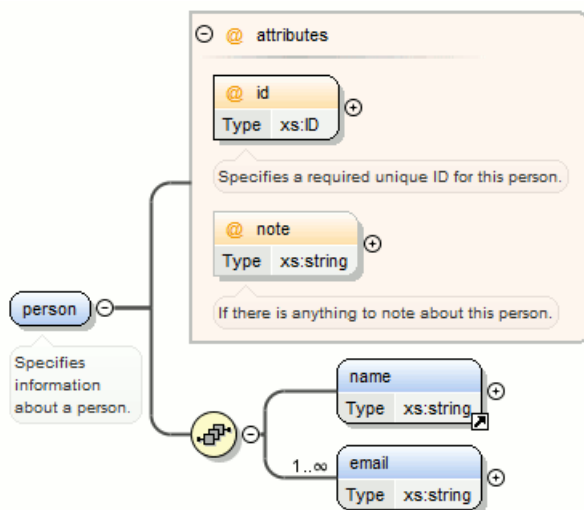 @ attributes
@ id
Type xs:ID
Specifies a required unique ID for this person.
@ note
Type xs:string
If there is anything to note about this person.
person
Specifies
information
about a person.
name
Type xs:string
1..∞
email
Type xs:string